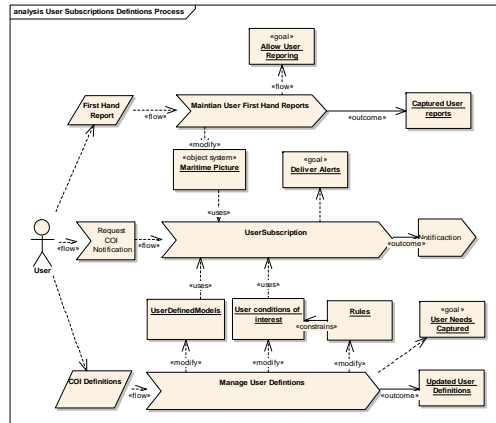 analysis User Subscriptions Defintions Process
«goal»
Allow User
Reporting
«flow»
First Hand
Report
«flow»
Maintian User First Hand Reports
«outcome»
Captured User
reports
«modify»
«object system»
Maritime Picture
«goal»
Deliver Alerts
«uses»
User
«flow»
Request
COI
Notification
«flow»
UserSubscription
«outcome»
Notificaction
«uses»
«uses»
UserDefinedModels
User conditions of
interest
«constrains»
Rules
«goal»
User Needs
Captured
«modify»
«modify»
«modify»
COI Definitions
«flow»
Manage User Defintions
«outcome»
Updated User
Definitions